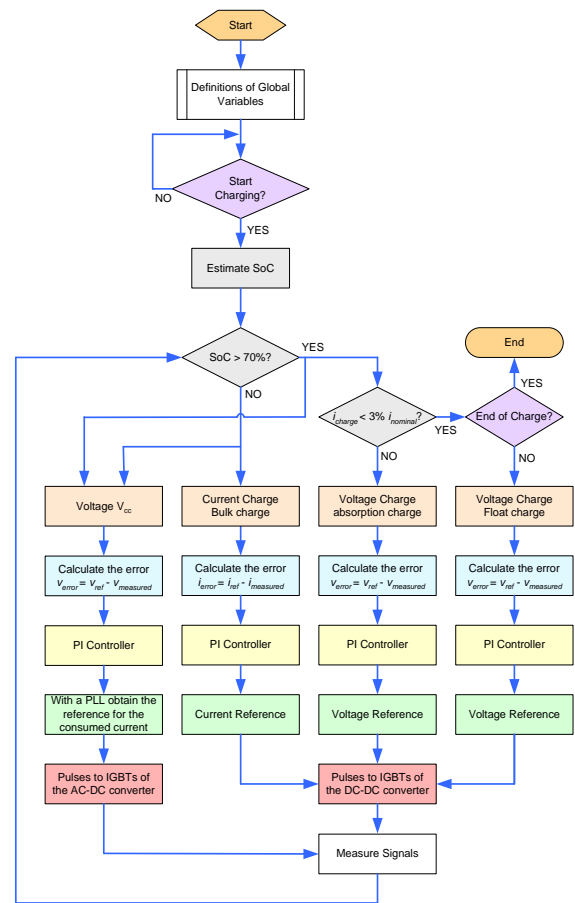 Start
Definitions of Global
Variables
Start
Charging?
NO
YES
Estimate SoC
SoC > 70%?
YES
NO
i_charge < 3% i_nominal?
YES
NO
End
YES
End of Charge?
NO
Voltage V_cc
Current Charge
Bulk charge
Voltage Charge
absorption charge
Voltage Charge
Float charge
Calculate the error
v_error = v_ref - v_measured
Calculate the error
i_error = i_ref - i_measured
Calculate the error
v_error = v_ref - v_measured
Calculate the error
v_error = v_ref - v_measured
PI Controller
PI Controller
PI Controller
PI Controller
With a PLL obtain the
reference for the
consumed current
Current Reference
Voltage Reference
Voltage Reference
Pulses to IGBTs of
the AC-DC converter
Pulses to IGBTs of
the DC-DC converter
Measure Signals